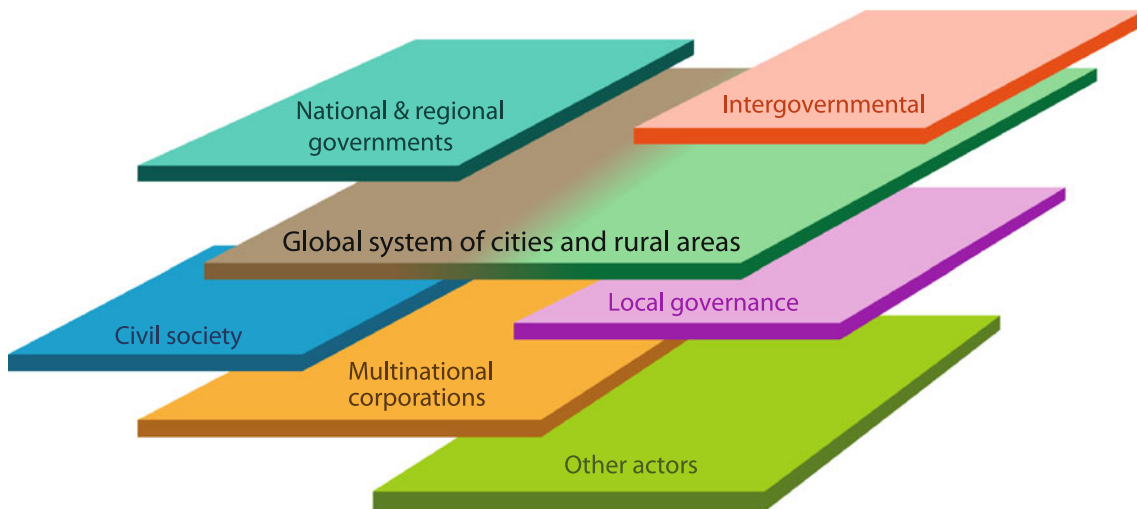 National & regional
governments
Intergovernmental
Global system of cities and rural areas
Local governance
Civil society
Multinational
corporations
Other actors